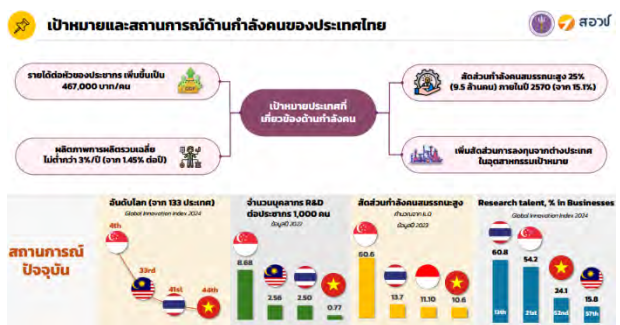 เป้าหมายและสถานการณ์ด้านกำลังคนของประเทศไทย
สอวช
รายได้ต่อหัวของประชากร เพิ่มขึ้นเป็น
467,000 บาท/คน
ผลิตภาพการผลิตรวมเฉลี่ย
ไม่ต่ำกว่า 3%/ปี (จาก 1.45% ต่อปี)
เป้าหมายประเทศที่
เกี่ยวข้องด้านกำลังคน
สัดส่วนกำลังคนสมรรถนะสูง 25%
(9.5 ล้านคน) ภายในปี 2570 (จาก 15.1%)
เพิ่มสัดส่วนการลงทุนจากต่างประเทศ
ในอุตสาหกรรมเป้าหมาย
สถานการณ์
ปัจจุบัน
อันดับโลก (จาก 133 ประเทศ)
Global Innovation Index 2024
4th
33rd
41st
44th
จำนวนบุคลากร R&D
ต่อประชากร 1,000 คน
8.68
2.56
2.50
0.77
สัดส่วนกำลังคนสมรรถนะสูง
ข้อมูลปี 2023
60.6
13.7
11.10
10.6
Research talent, % in Businesses
Global Innovation Index 2024
60.8
54.2
24.1
15.8
21st
52nd
57th